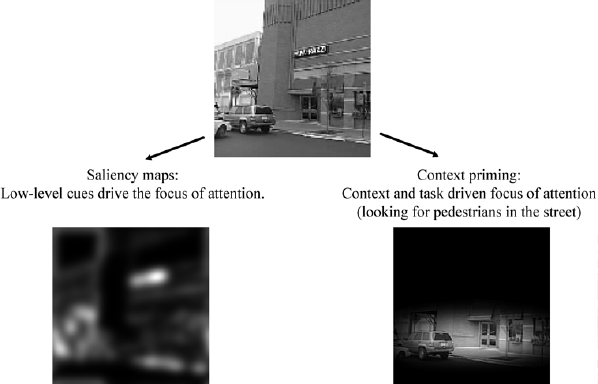 Saliency maps:
Low-level cues drive the focus of attention.
Context priming:
Context and task driven focus of attention
(looking for pedestrians in the street)